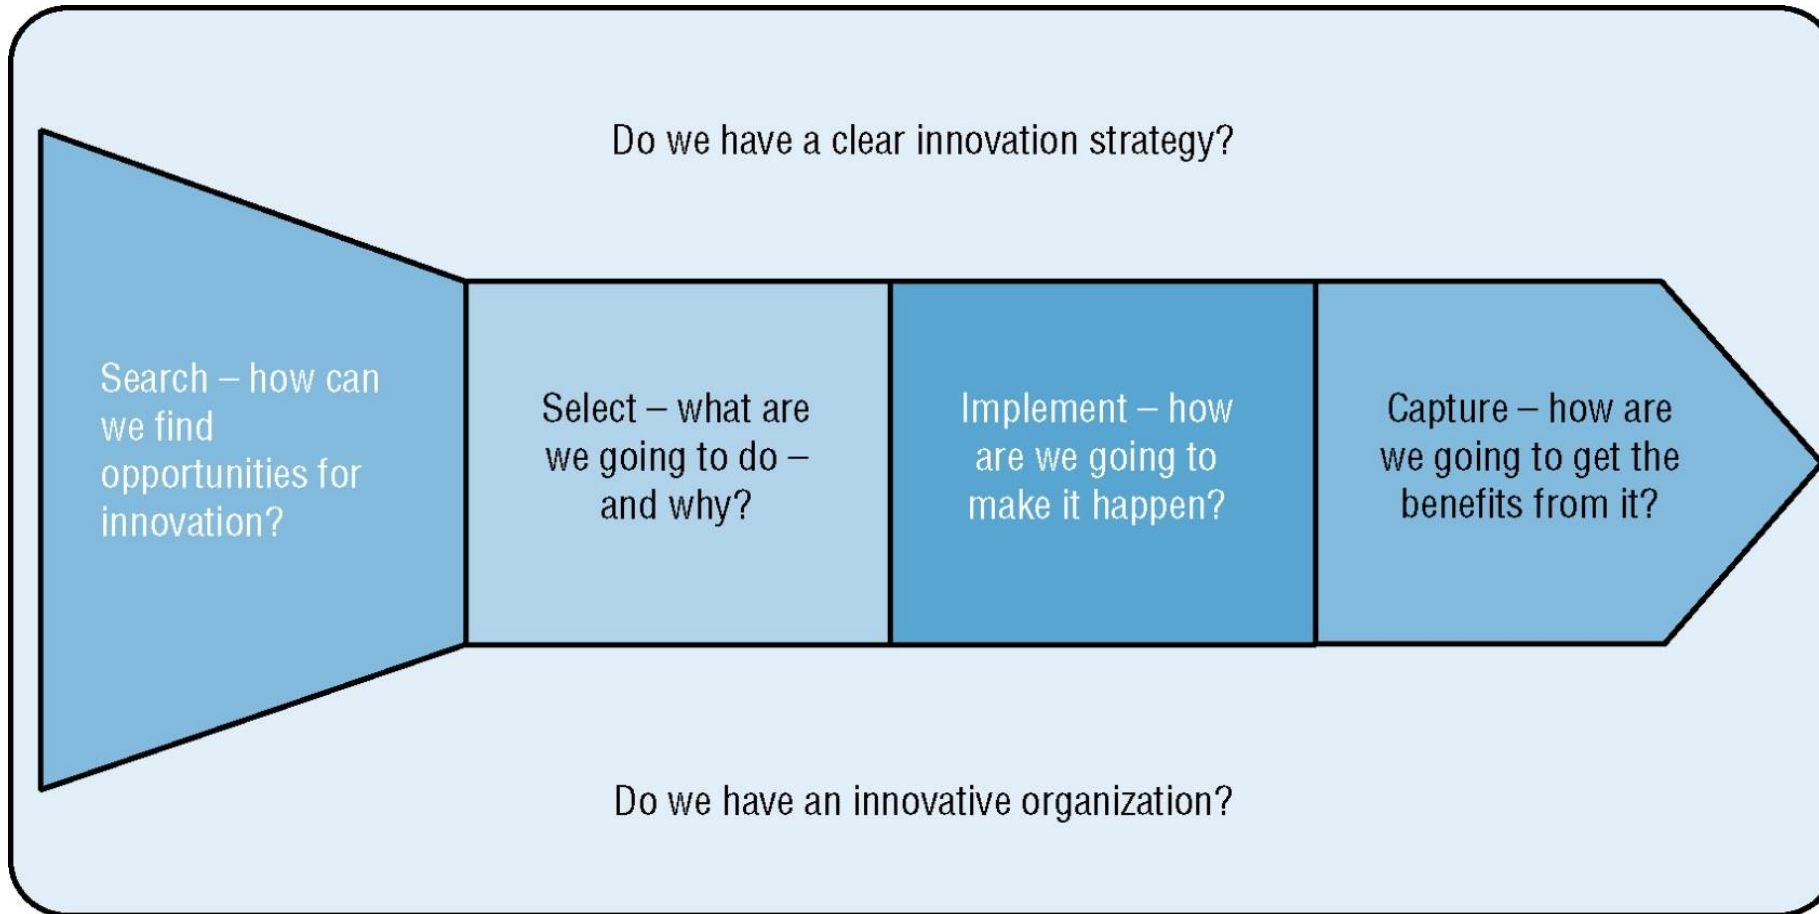 Do we have a clear innovation strategy?
Search – how can
we find
opportunities for
innovation?
Select – what are
we going to do –
and why?
Implement – how
are we going to
make it happen?
Capture – how are
we going to get the
benefits from it?
Do we have an innovative organization?